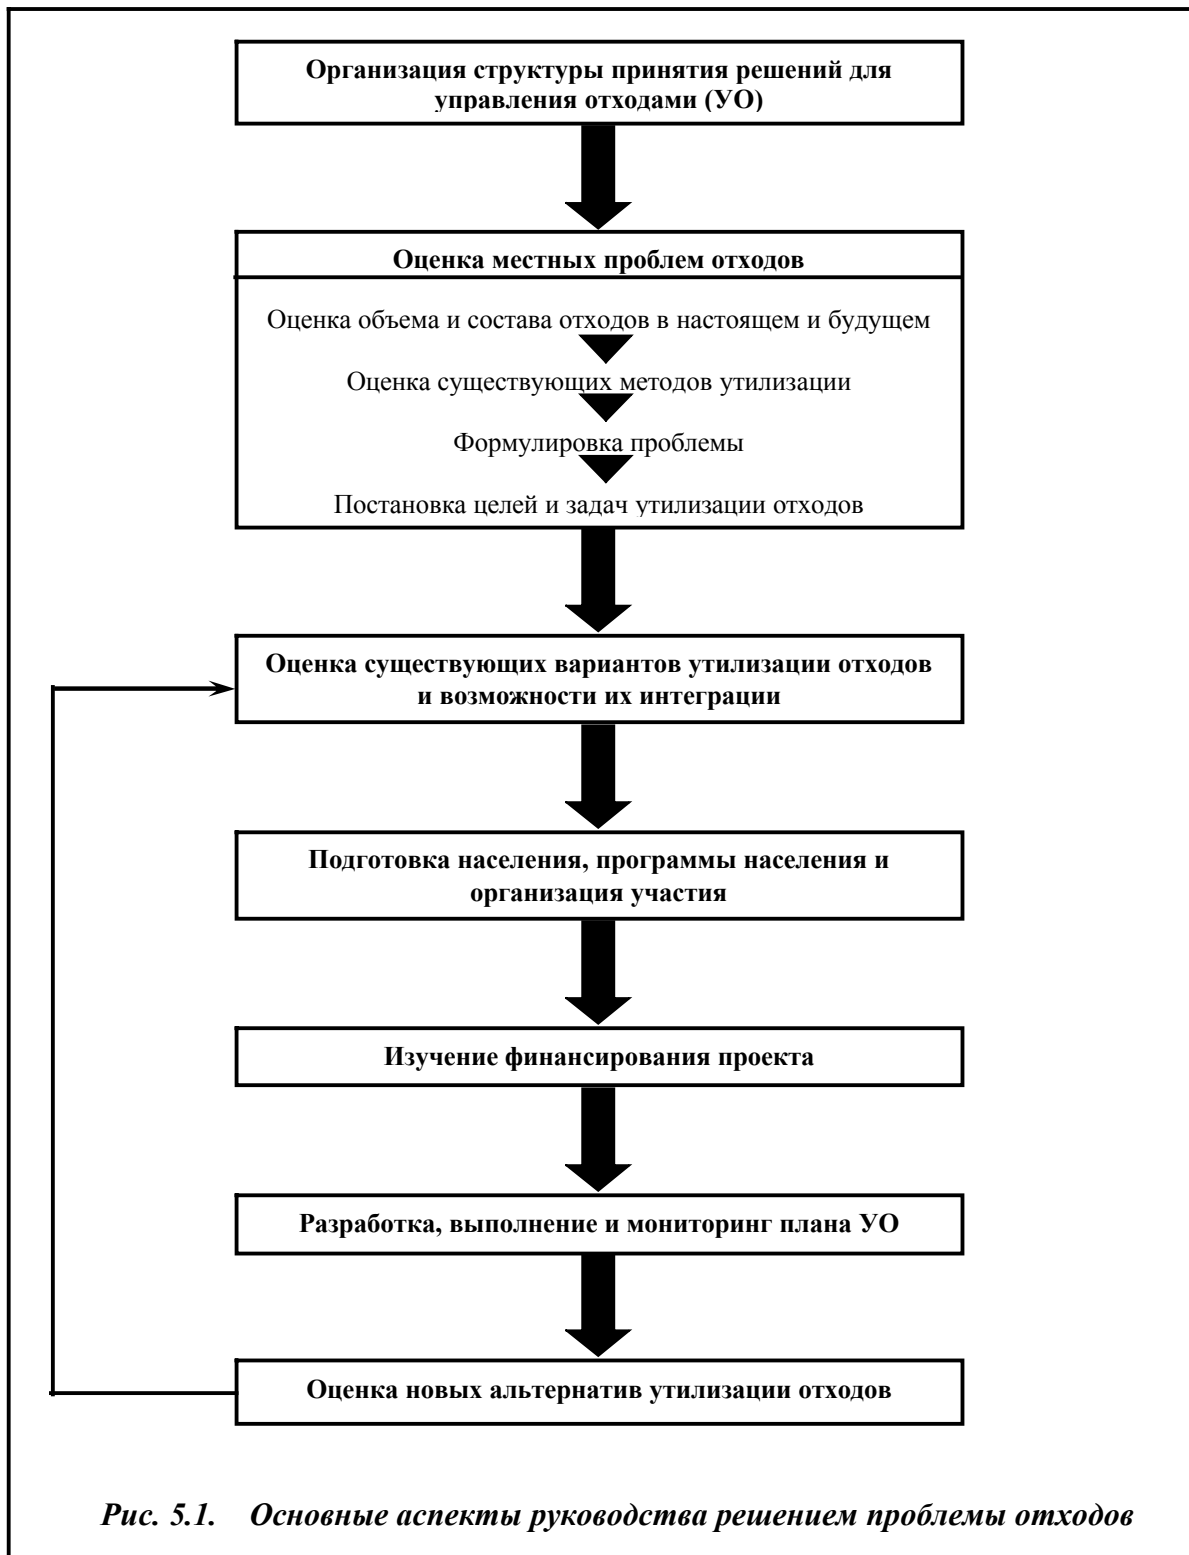 Организация структуры принятия решений для
управления отходами (УО)
Оценка местных проблем отходов
Оценка объема и состава отходов в настоящем и будущем
Оценка существующих методов утилизации
Формулировка проблемы
Постановка целей и задач утилизации отходов
Оценка существующих вариантов утилизации отходов
и возможности их интеграции
Подготовка населения, программы населения и
организация участия
Изучение финансирования проекта
Разработка, выполнение и мониторинг плана УО
Оценка новых альтернатив утилизации отходов
Рис. 5.1. Основные аспекты руководства решением проблемы отходов